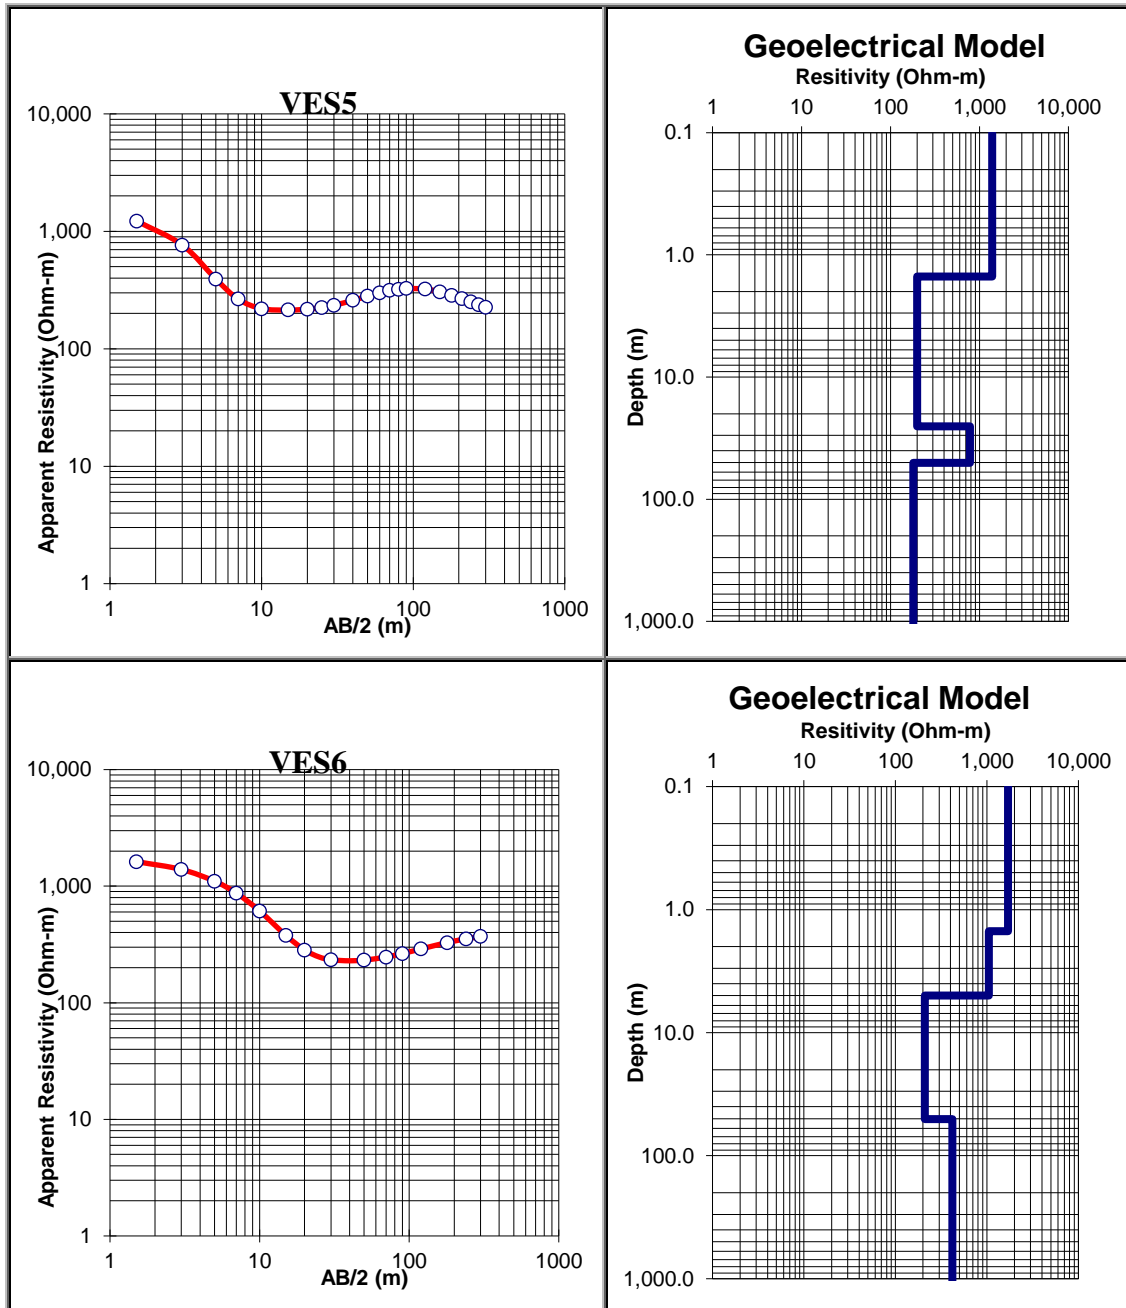 VES5
10,000
1,000
100
10
1
1 10 100 1000
AB/2 (m)
Apparent Resistivity (Ohm-m)
Geoelectrical Model
Resitivity (Ohm-m)
1 10 100 1,000 10,000
0.1
1.0
10.0
100.0
1,000.0
Depth (m)
VES6
10,000
1,000
100
10
1
1 10 100 1000
AB/2 (m)
Apparent Resistivity (Ohm-m)
Geoelectrical Model
Resitivity (Ohm-m)
1 10 100 1,000 10,000
0.1
1.0
10.0
100.0
1,000.0
Depth (m)